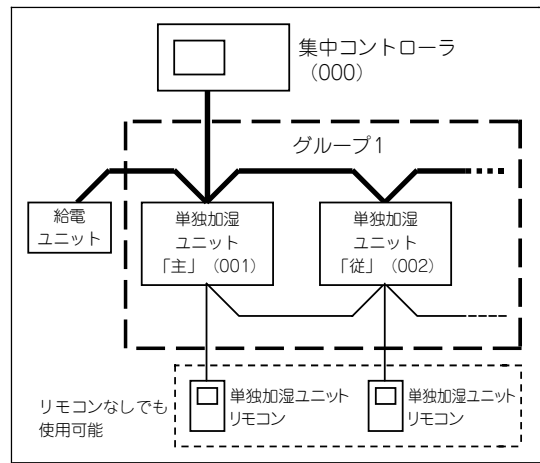 集中コントローラ
（000）
グループ1
給電
ユニット
単独加湿
ユニット
「主」（001）
単独加湿
ユニット
「従」（002）
リモコンなしでも
使用可能
単独加湿ユニット
リモコン
単独加湿ユニット
リモコン